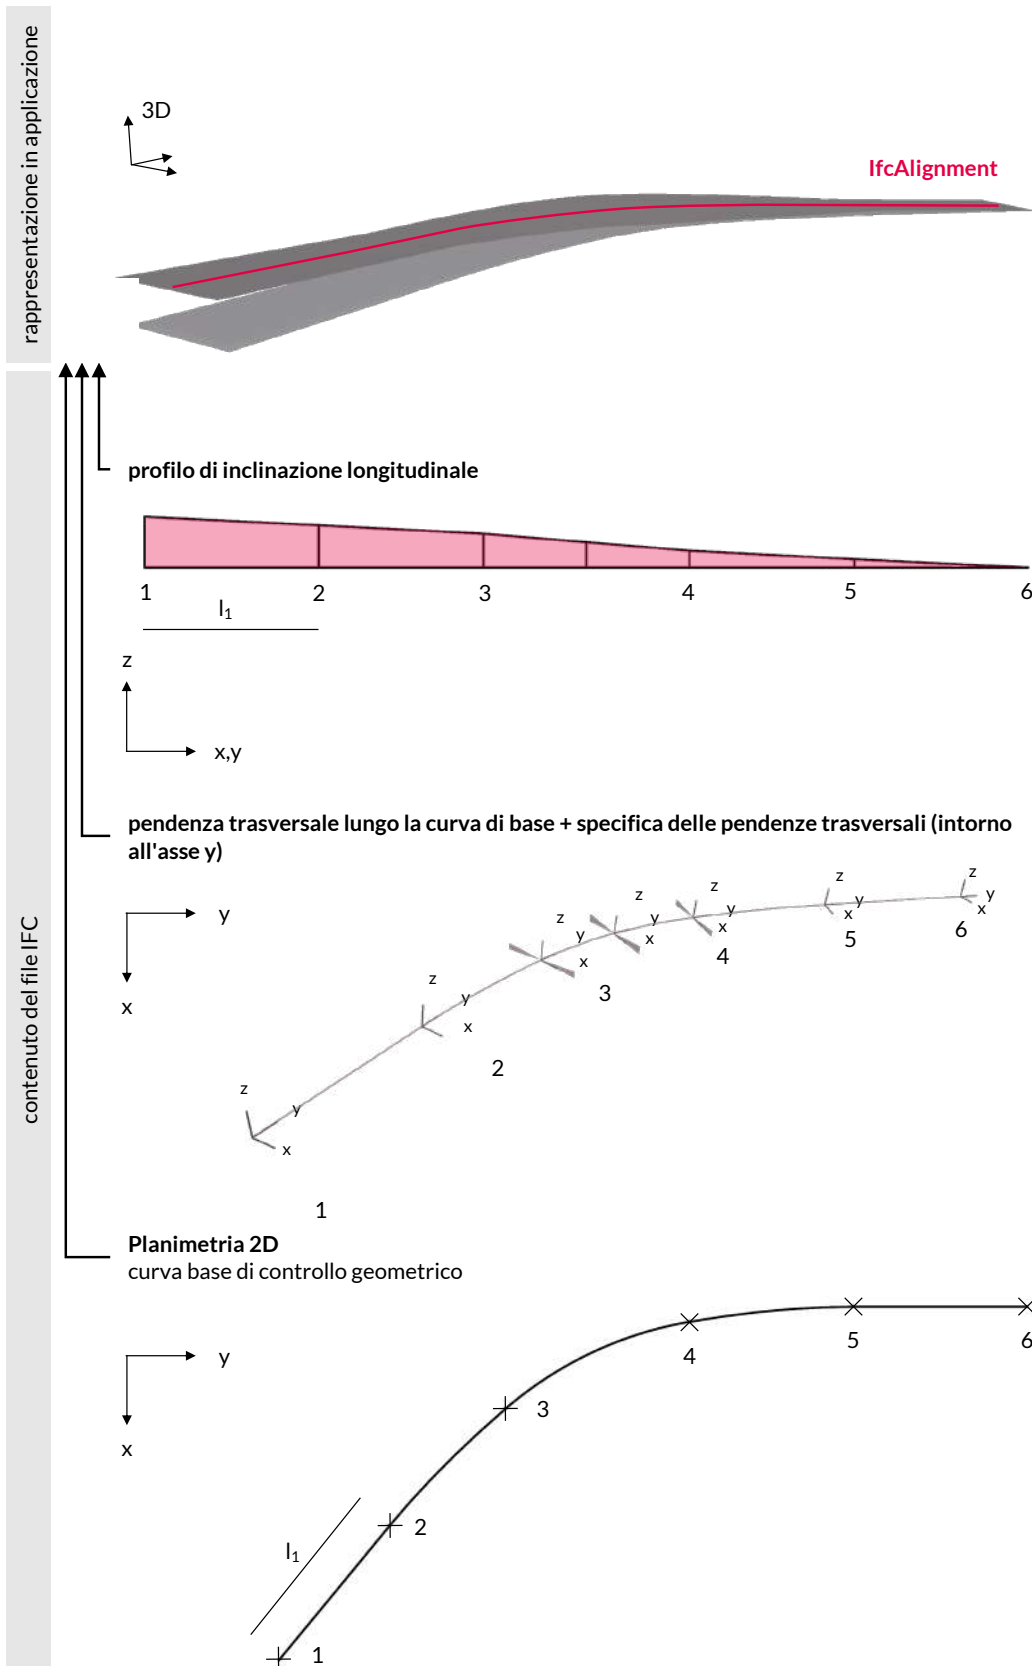 rappresentazione in applicazione
3D
IfcAlignment
profilo di inclinazione longitudinale
1 2 3 4 5 6
l₁
z
x,y
contenuto del file IFC
pendenza trasversale lungo la curva di base + specifica delle pendenze trasversali (intorno
all'asse y)
y
x
z y x 1
z y x 2
z y x 3
z y x
z y x 4
z y x 5
z y x 6
Planimetria 2D
curva base di controllo geometrico
y
x
l₁
1
2
3
4
5
6